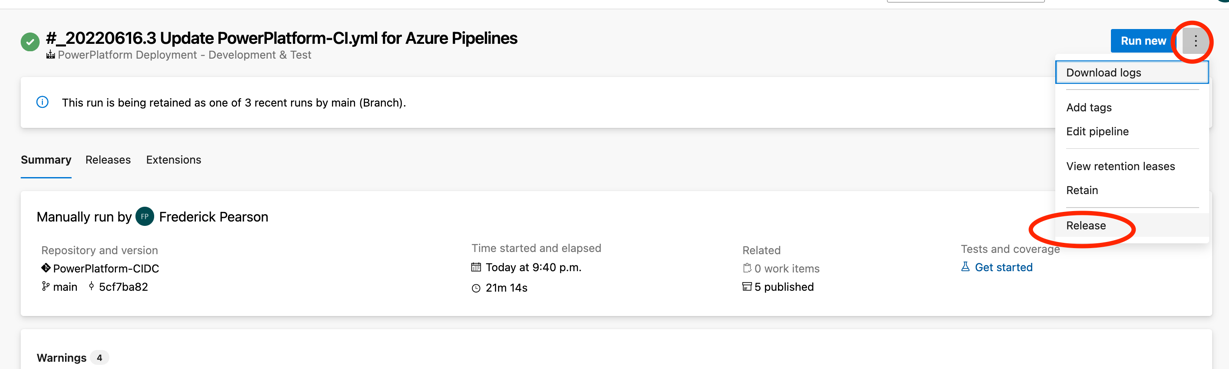 #_20220616.3 Update PowerPlatform-CI.yml for Azure Pipelines
PowerPlatform Deployment - Development & Test
Run new
Download logs
Add tags
Edit pipeline
View retention leases
Retain
Release
This run is being retained as one of 3 recent runs by main (Branch).
Summary Releases Extensions
Manually run by FP Frederick Pearson
Repository and version
PowerPlatform-CIDC
main 5cf7ba82
Time started and elapsed
Today at 9:40 p.m.
21m 14s
Related
0 work items
5 published
Tests and coverage
Get started
Warnings 4